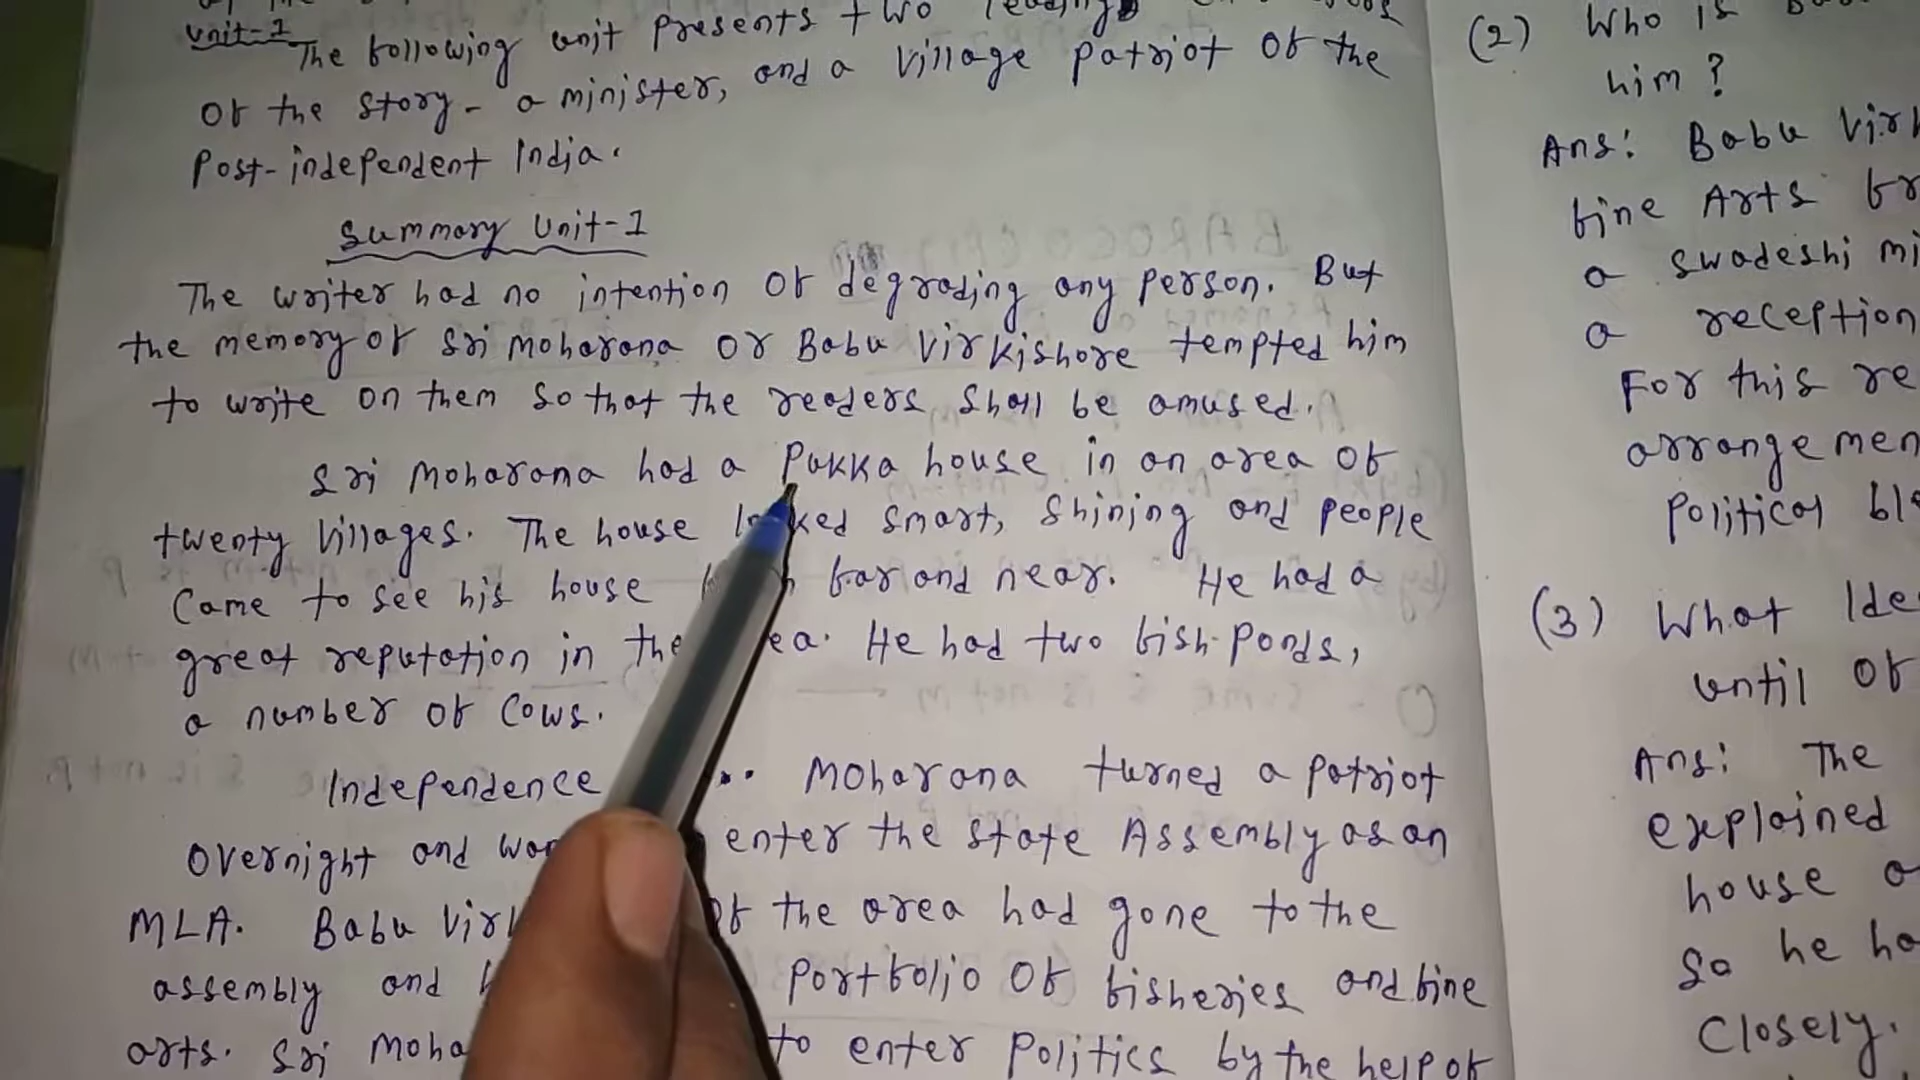 Unit-1
The following unit presents two
of the story- a minister, and a village patriot of the
Post-independent India.
Summary Unit-1
The writer had no intention of degrading any person. But
the memory of Sri Moharana or Babu Virkishore tempted him
to write on them so that the readers shall be amused.
Sri Moharana had a Pukka house in an area of
twenty villages. The house looked smart, shining and people
came to see his house far and near. He had a
great reputation in the area. He had two fish-ponds,
a number of cows.
Independence ... Moharana turned a patriot
overnight and enter the state Assembly as an
MLA. Babu of the area had gone to the
assembly and portfolio of fisheries and fine
arts. Sri to enter politics by the help of
(2) Who is
him?
Ans: Babu
fine Arts
a swadeshi
a reception
For this
Political
(3) What
until of
Ans: The
explained
house
So he
closely.